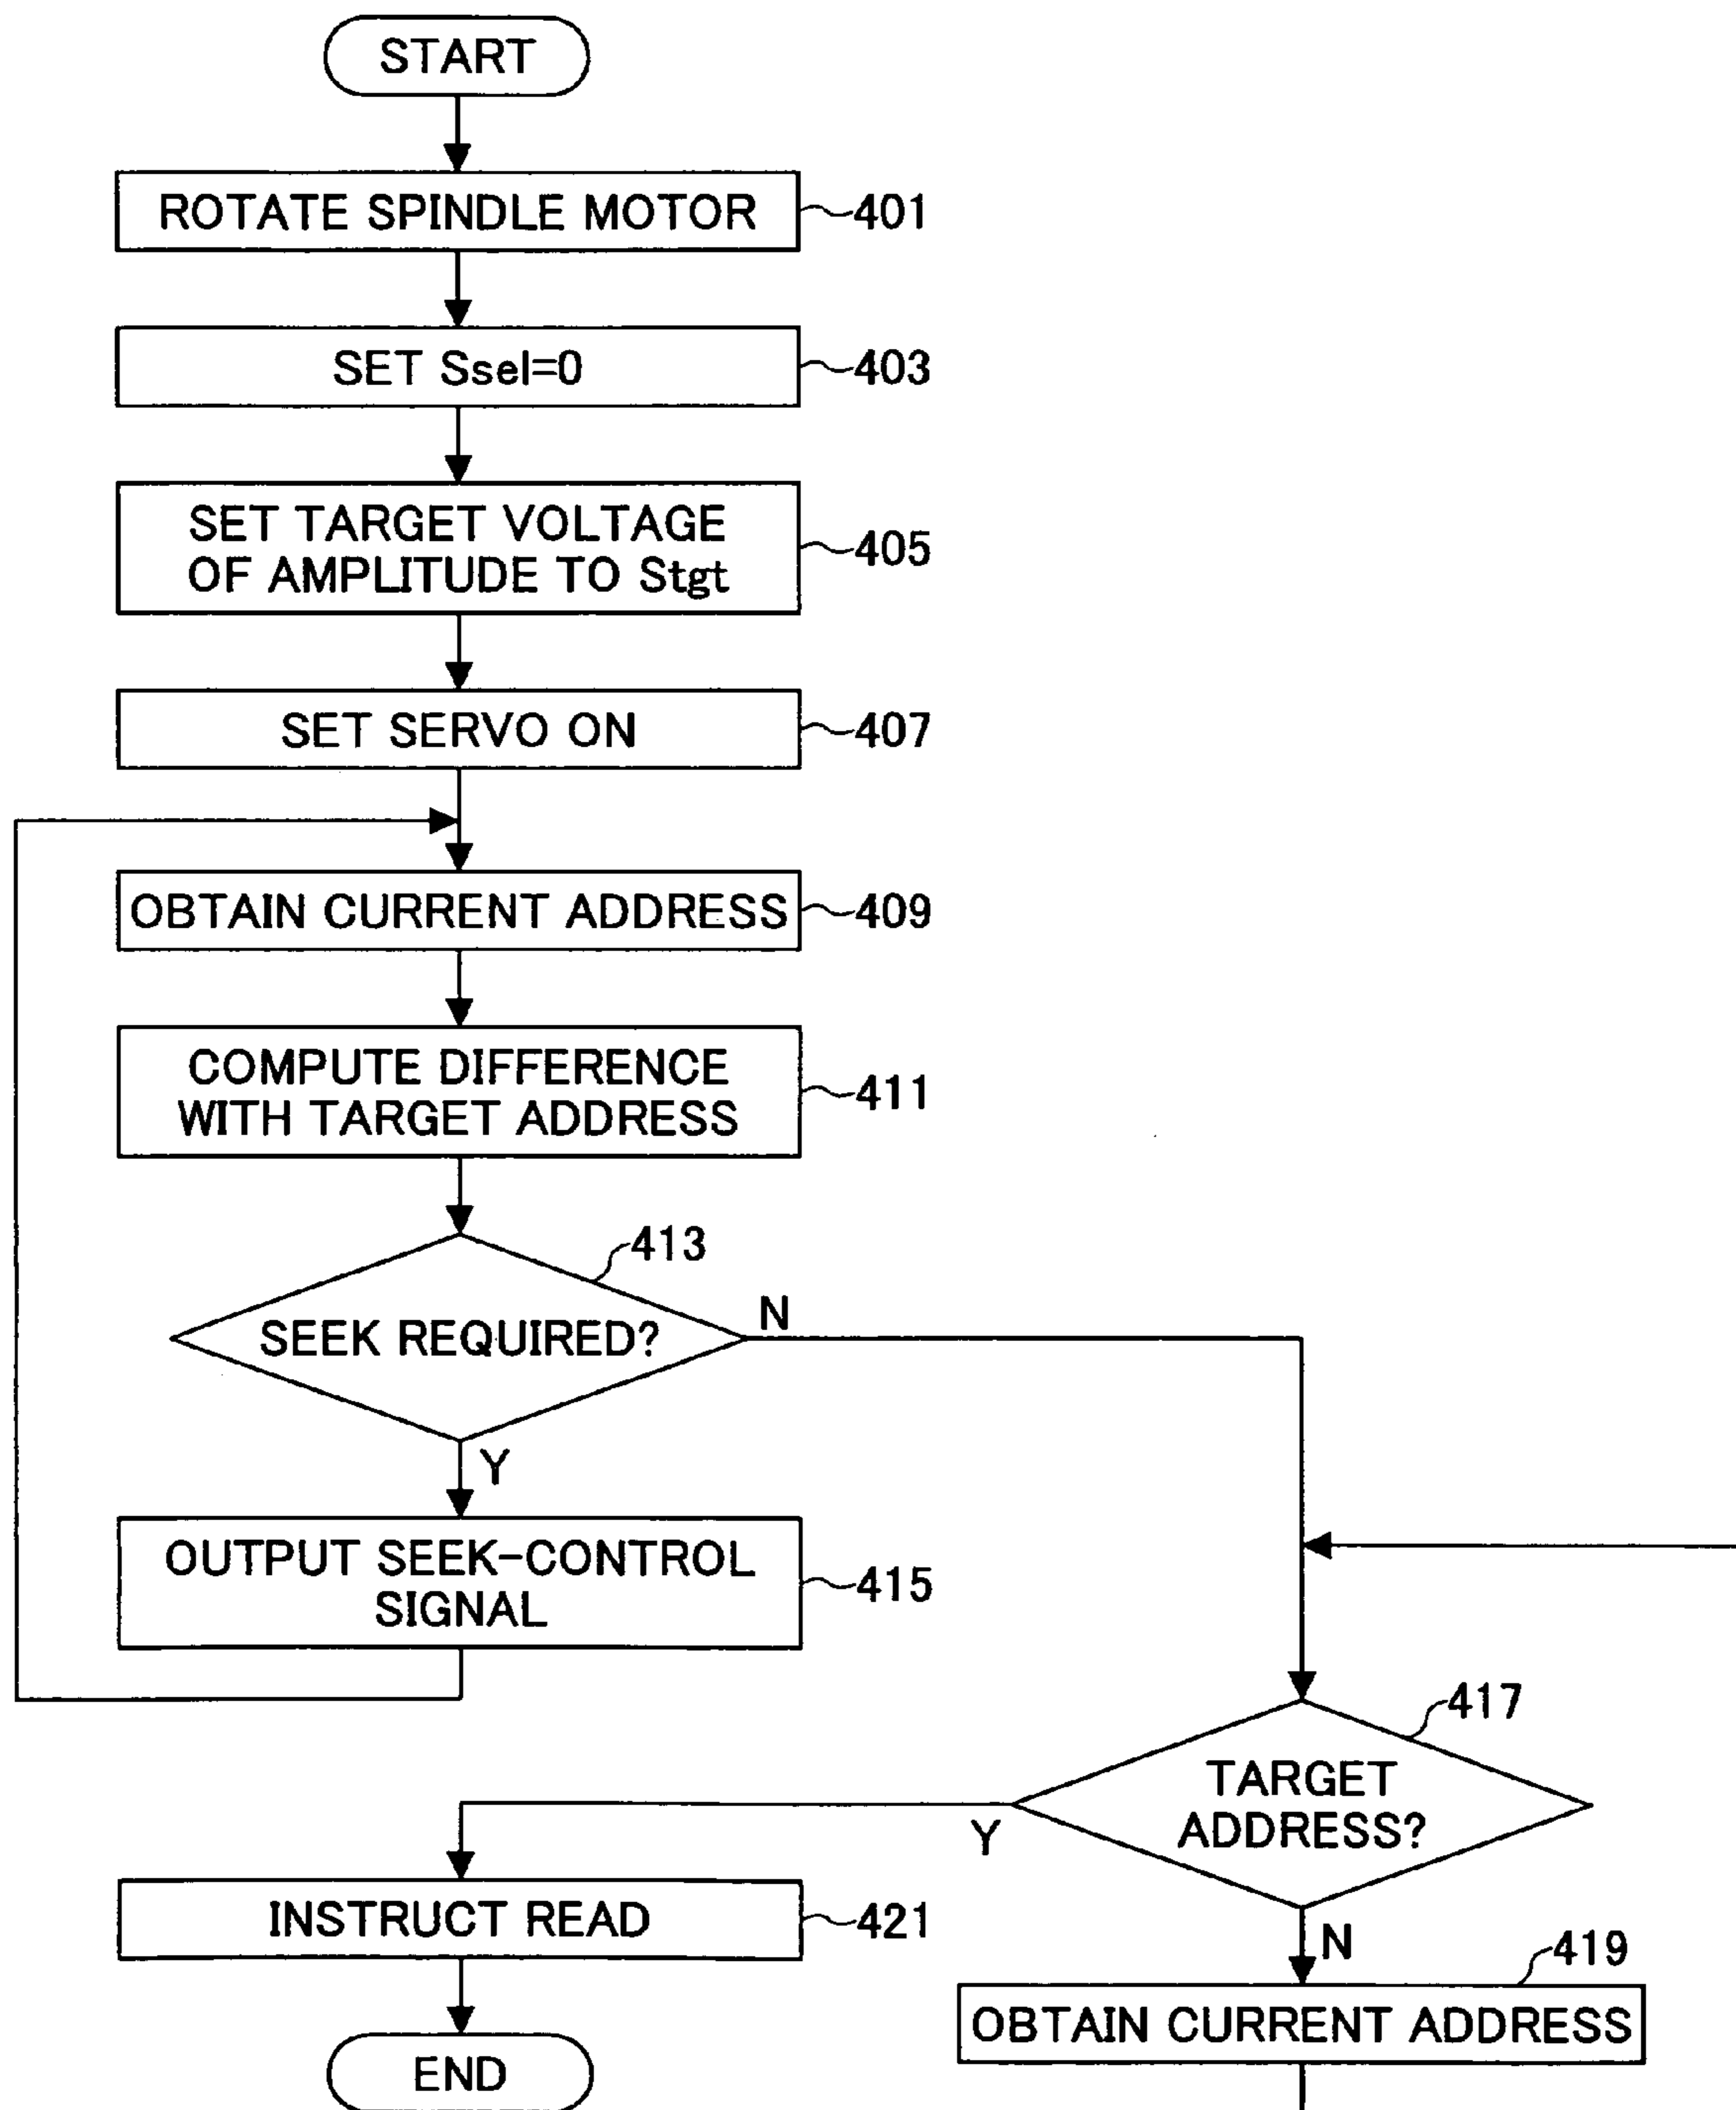 START
ROTATE SPINDLE MOTOR
401
SET Ssel=0
403
SET TARGET VOLTAGE
OF AMPLITUDE TO Stgt
405
SET SERVO ON
407
OBTAIN CURRENT ADDRESS
409
COMPUTE DIFFERENCE
WITH TARGET ADDRESS
411
413
SEEK REQUIRED?
N
Y
OUTPUT SEEK-CONTROL
SIGNAL
415
417
TARGET
ADDRESS?
Y
N
INSTRUCT READ
421
419
OBTAIN CURRENT ADDRESS
END